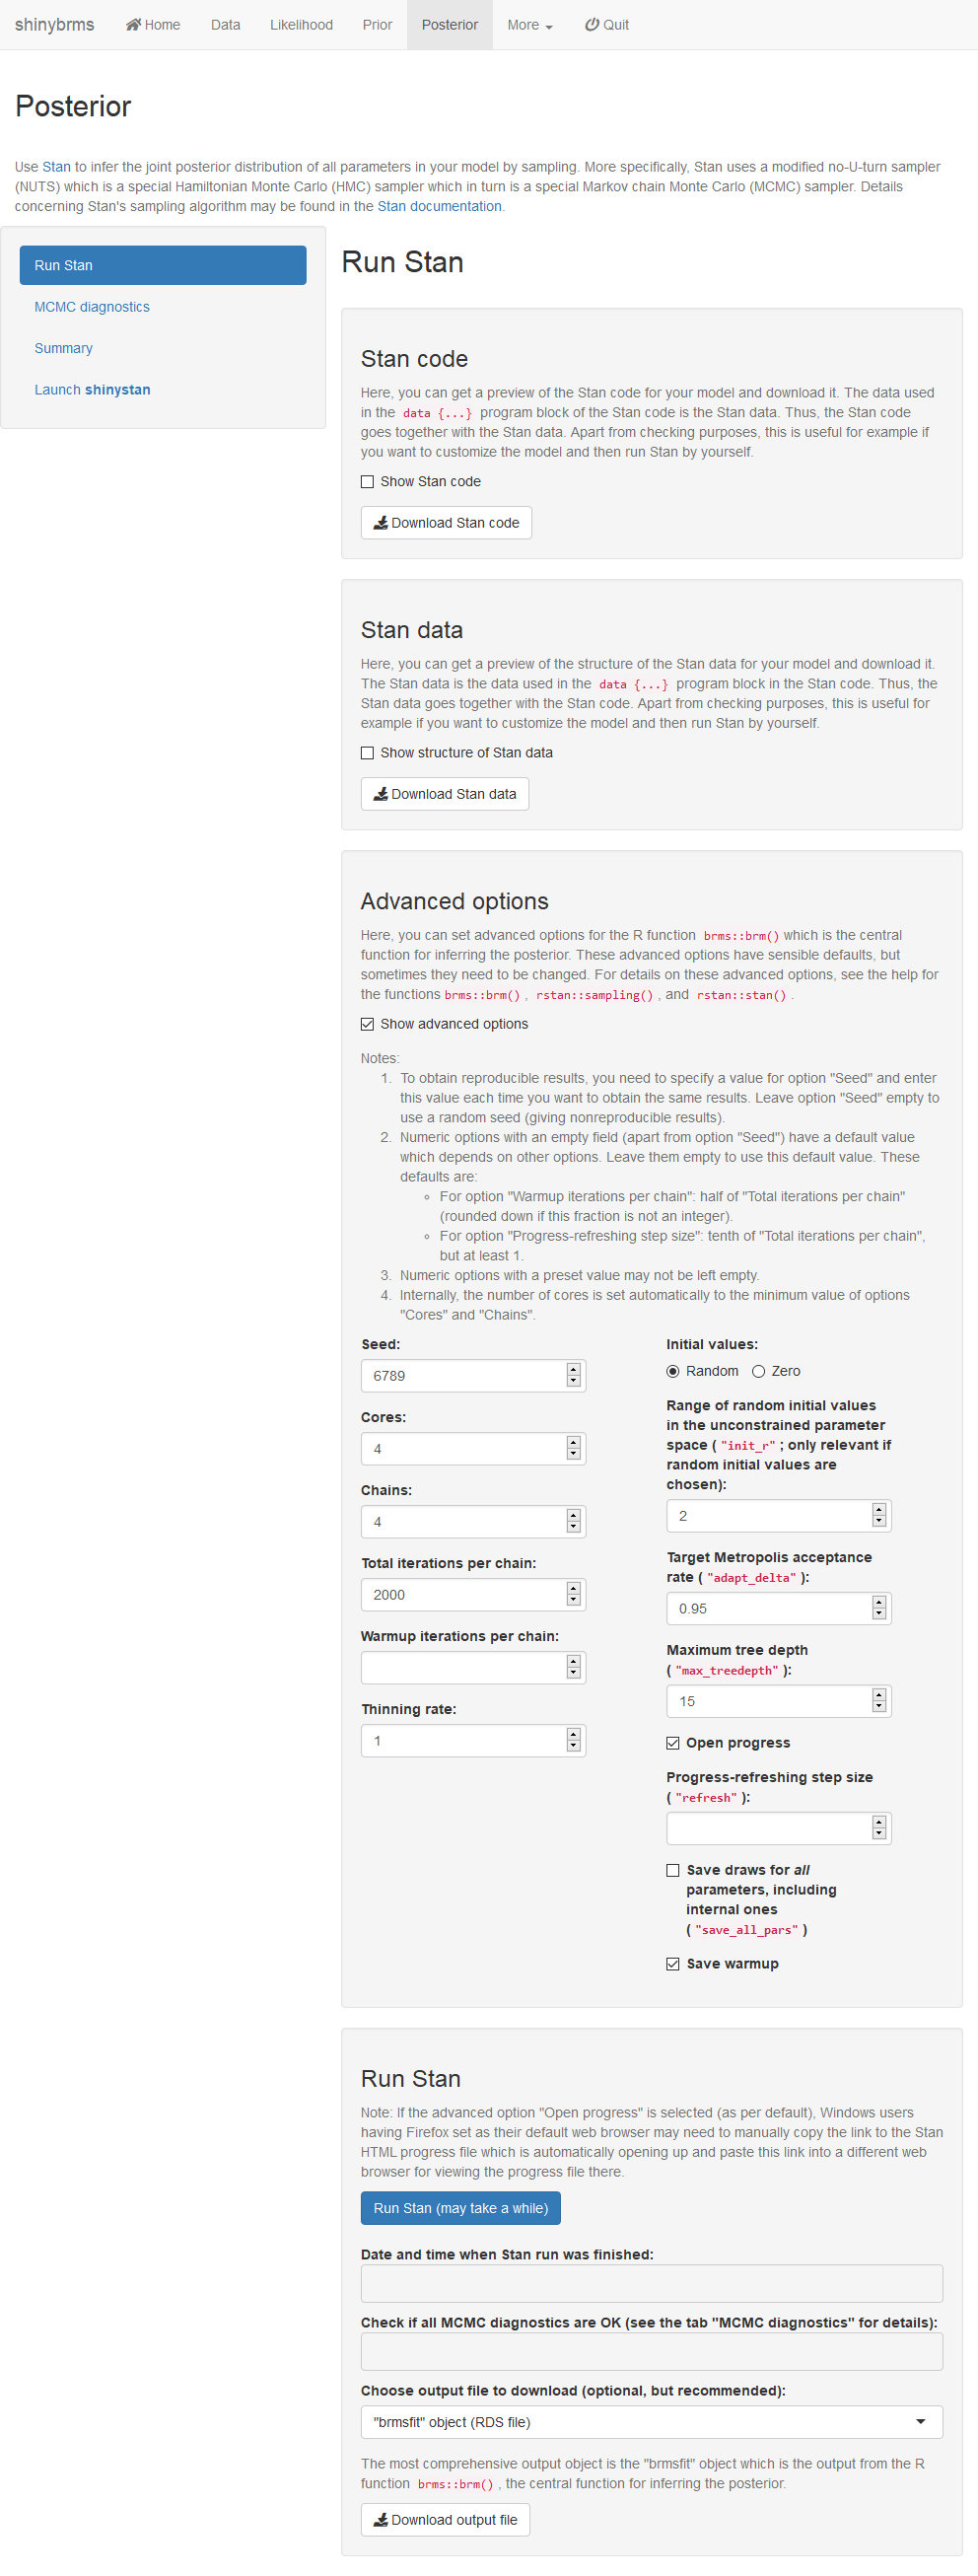 shinybrms Home Data Likelihood Prior Posterior More Quit
Posterior
Use Stan to infer the joint posterior distribution of all parameters in your model by sampling. More specifically, Stan uses a modified no-U-turn sampler
(NUTS) which is a special Hamiltonian Monte Carlo (HMC) sampler which in turn is a special Markov chain Monte Carlo (MCMC) sampler. Details
concerning Stan's sampling algorithm may be found in the Stan documentation.
Run Stan
MCMC diagnostics
Summary
Launch shinystan
Run Stan
Stan code
Here, you can get a preview of the Stan code for your model and download it. The data used
in the data {...} program block of the Stan code is the Stan data. Thus, the Stan code
goes together with the Stan data. Apart from checking purposes, this is useful for example if
you want to customize the model and then run Stan by yourself.
Show Stan code
Download Stan code
Stan data
Here, you can get a preview of the structure of the Stan data for your model and download it.
The Stan data is the data used in the data {...} program block in the Stan code. Thus, the
Stan data goes together with the Stan code. Apart from checking purposes, this is useful for
example if you want to customize the model and then run Stan by yourself.
Show structure of Stan data
Download Stan data
Advanced options
Here, you can set advanced options for the R function brms::brm() which is the central
function for inferring the posterior. These advanced options have sensible defaults, but
sometimes they need to be changed. For details on these advanced options, see the help for
the functions brms::brm() , rstan::sampling() , and rstan::stan() .
Show advanced options
Notes:
1. To obtain reproducible results, you need to specify a value for option "Seed" and enter
this value each time you want to obtain the same results. Leave option "Seed" empty to
use a random seed (giving nonreproducible results).
2. Numeric options with an empty field (apart from option "Seed") have a default value
which depends on other options. Leave them empty to use this default value. These
defaults are:
◦ For option "Warmup iterations per chain": half of "Total iterations per chain"
(rounded down if this fraction is not an integer).
◦ For option "Progress-refreshing step size": tenth of "Total iterations per chain",
but at least 1.
3. Numeric options with a preset value may not be left empty.
4. Internally, the number of cores is set automatically to the minimum value of options
"Cores" and "Chains".
Seed:
6789
Cores:
4
Chains:
4
Total iterations per chain:
2000
Warmup iterations per chain:
Thinning rate:
1
Initial values:
Random Zero
Range of random initial values
in the unconstrained parameter
space ( "init_r" ; only relevant if
random initial values are
chosen):
2
Target Metropolis acceptance
rate ( "adapt_delta" ):
0.95
Maximum tree depth
( "max_treedepth" ):
15
Open progress
Progress-refreshing step size
( "refresh" ):
Save draws for all
parameters, including
internal ones
( "save_all_pars" )
Save warmup
Run Stan
Note: If the advanced option "Open progress" is selected (as per default), Windows users
having Firefox set as their default web browser may need to manually copy the link to the Stan
HTML progress file which is automatically opening up and paste this link into a different web
browser for viewing the progress file there.
Run Stan (may take a while)
Date and time when Stan run was finished:
Check if all MCMC diagnostics are OK (see the tab "MCMC diagnostics" for details):
Choose output file to download (optional, but recommended):
"brmsfit" object (RDS file)
The most comprehensive output object is the "brmsfit" object which is the output from the R
function brms::brm() , the central function for inferring the posterior.
Download output file